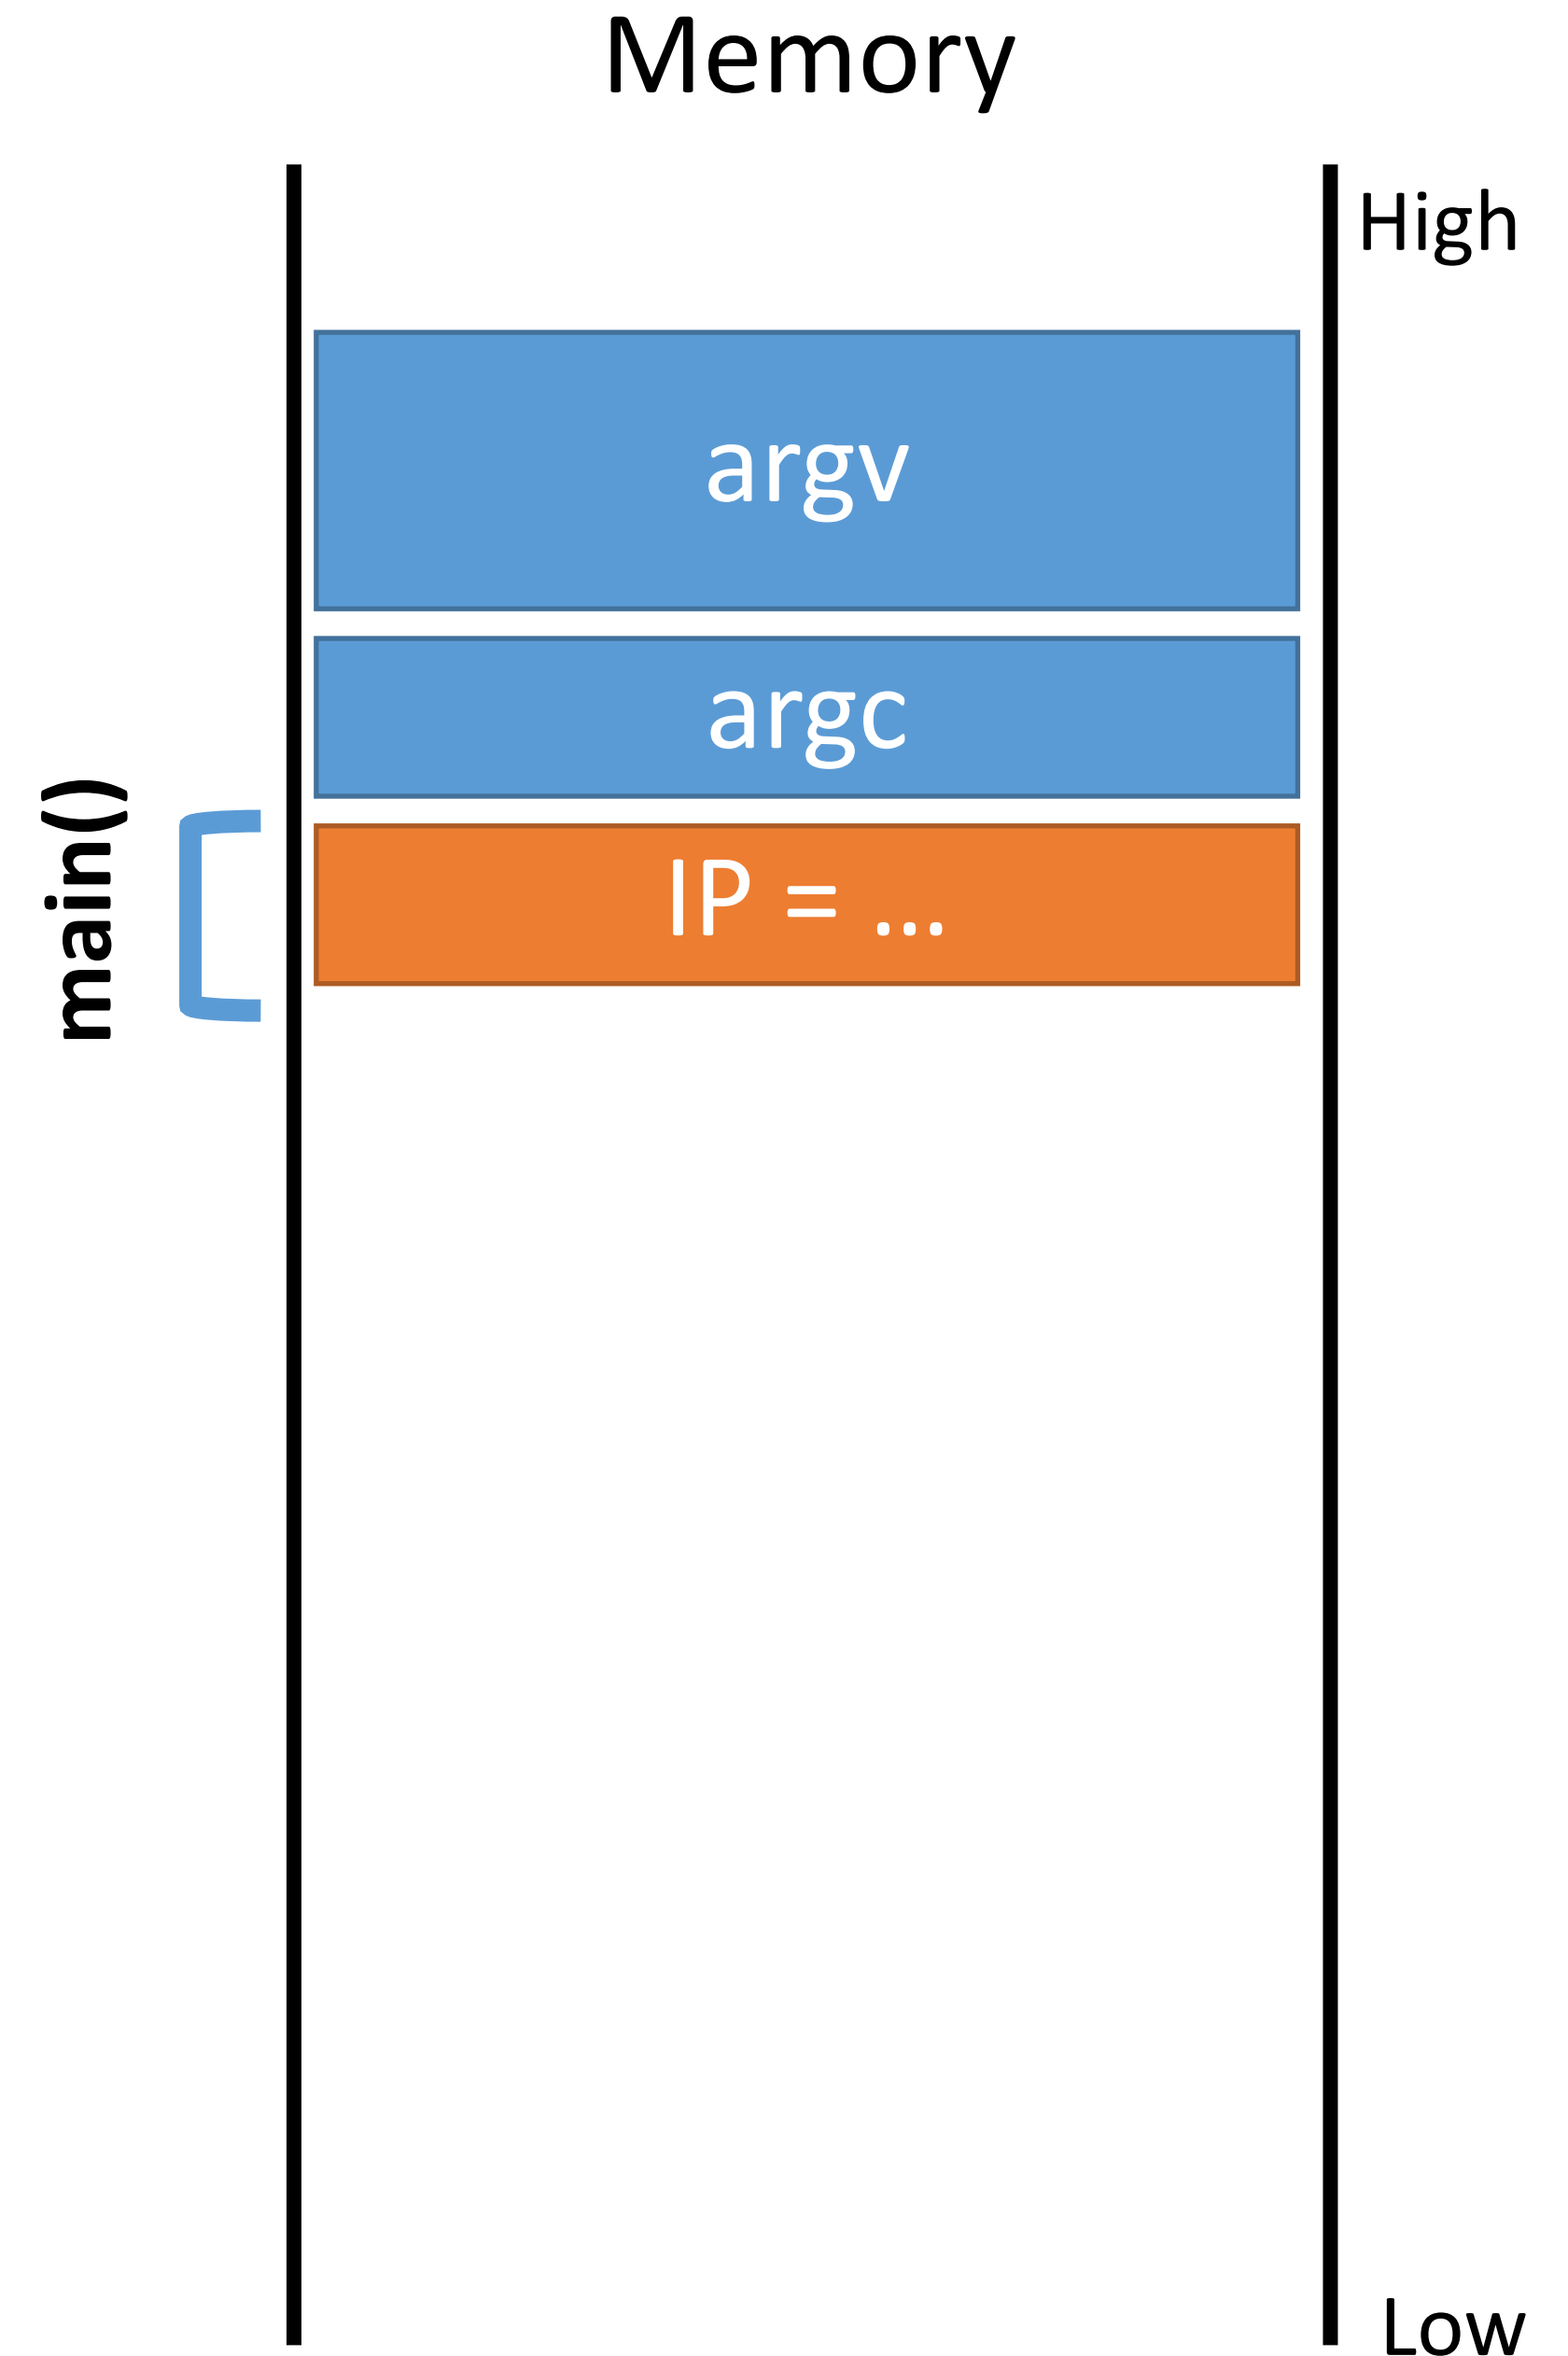 Memory
High
argv
argc
main()
IP = …
Low